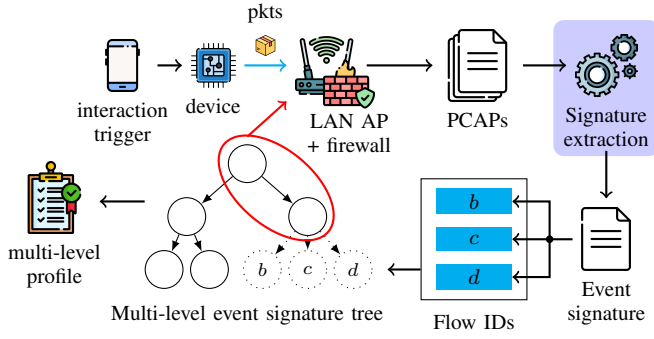 pkts
interaction
trigger
device
LAN AP
+ firewall
PCAPs
Signature
extraction
multi-level
profile
b
c
d
Multi-level event signature tree
b
c
d
Flow IDs
Event
signature